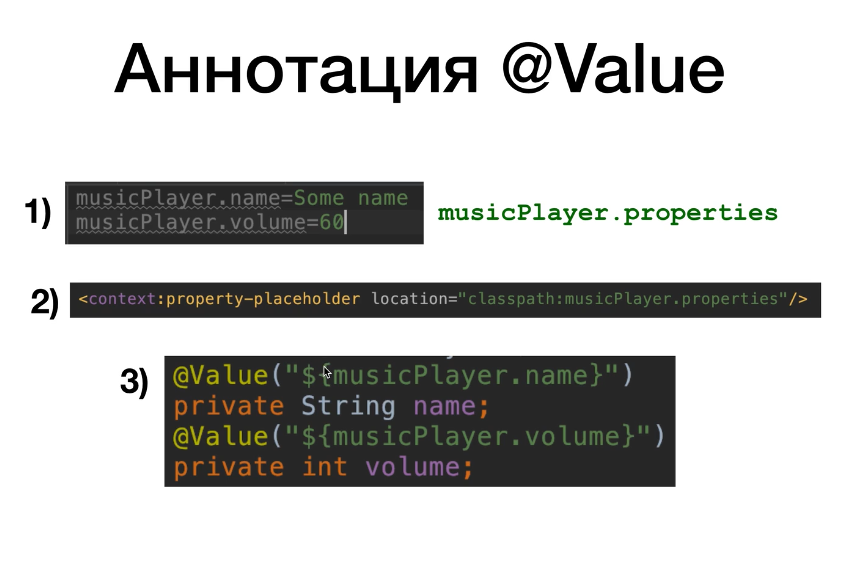 Аннотация @Value
1)
musicPlayer.name=Some name
musicPlayer.volume=60
musicPlayer.properties
2)
<context:property-placeholder location="classpath:musicPlayer.properties"/>
3)
@Value("${musicPlayer.name}")
private String name;
@Value("${musicPlayer.volume}")
private int volume;